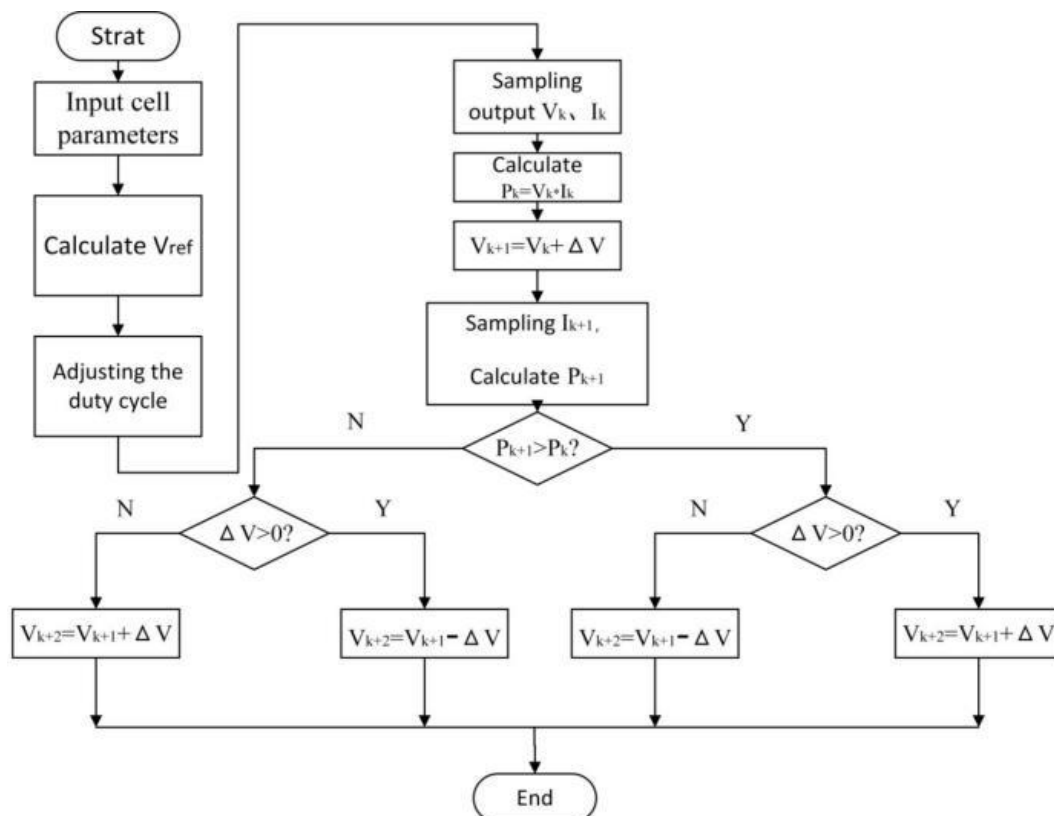 Strat
Input cell
parameters
Calculate Vref
Adjusting the
duty cycle
Sampling
output Vk、Ik
Calculate
Pk=Vk*Ik
Vk+1=Vk+ΔV
Sampling Ik+1,
Calculate Pk+1
Pk+1>Pk?
N
Y
ΔV>0?
N
Y
ΔV>0?
N
Y
Vk+2=Vk+1+ΔV
Vk+2=Vk+1-ΔV
Vk+2=Vk+1-ΔV
Vk+2=Vk+1+ΔV
End